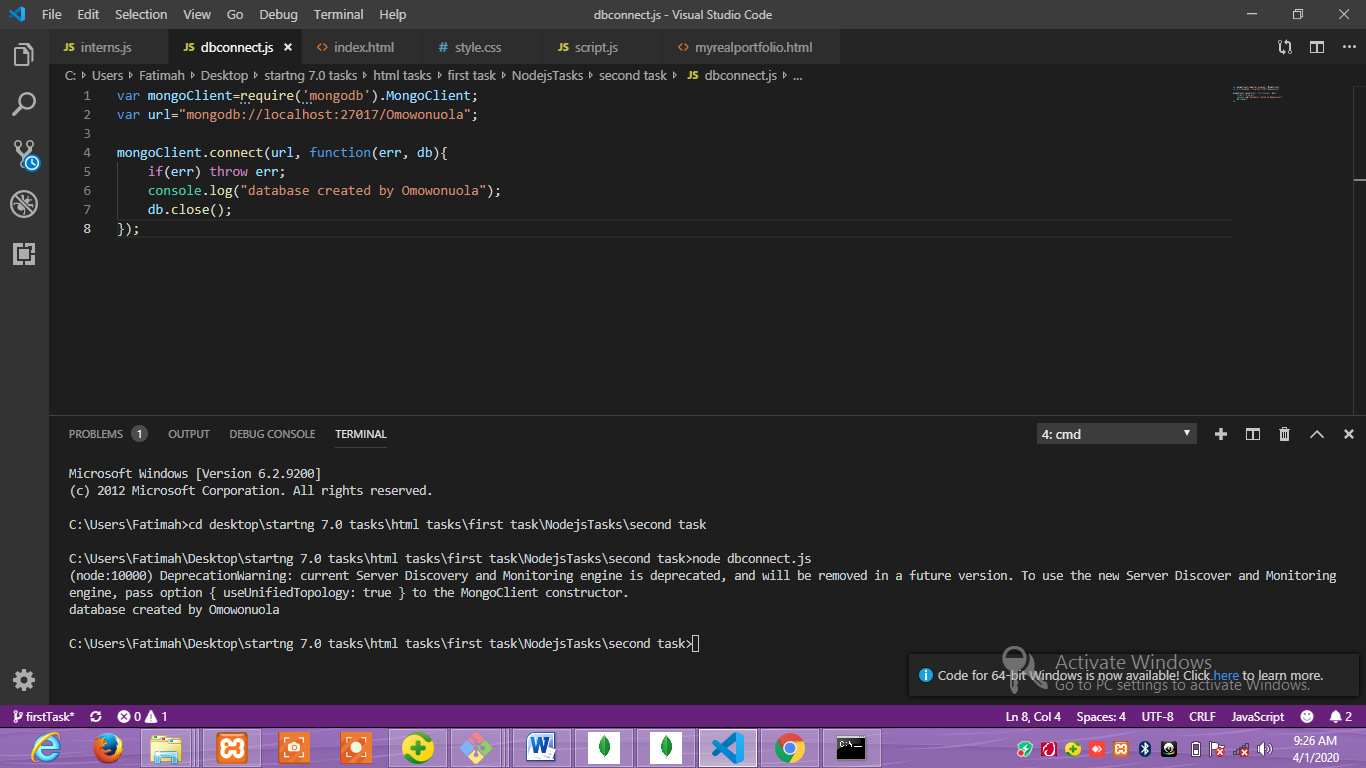 File Edit Selection View Go Debug Terminal Help
dbconnect.js - Visual Studio Code
JS interns.js
JS dbconnect.js ×
<> index.html
# style.css
JS script.js
<> myrealportfolio.html
C: › Users › Fatimah › Desktop › startng 7.0 tasks › html tasks › first task › NodejsTasks › second task › JS dbconnect.js › ...
1 var mongoClient=require('mongodb').MongoClient;
2 var url="mongodb://localhost:27017/Omowonuola";
3
4 mongoClient.connect(url, function(err, db){
5 if(err) throw err;
6 console.log("database created by Omowonuola");
7 db.close();
8 });
PROBLEMS 1 OUTPUT DEBUG CONSOLE TERMINAL
4: cmd
Microsoft Windows [Version 6.2.9200]
(c) 2012 Microsoft Corporation. All rights reserved.
C:\Users\Fatimah>cd desktop\startng 7.0 tasks\html tasks\first task\NodejsTasks\second task
C:\Users\Fatimah\Desktop\startng 7.0 tasks\html tasks\first task\NodejsTasks\second task>node dbconnect.js
(node:10000) DeprecationWarning: current Server Discovery and Monitoring engine is deprecated, and will be removed in a future version. To use the new Server Discover and Monitoring
engine, pass option { useUnifiedTopology: true } to the MongoClient constructor.
database created by Omowonuola
C:\Users\Fatimah\Desktop\startng 7.0 tasks\html tasks\first task\NodejsTasks\second task>
Activate Windows
Code for 64-bit Windows is now available! Click here to learn more.
Go to PC settings to activate Windows.
firstTask* 0 1
Ln 8, Col 4 Spaces: 4 UTF-8 CRLF JavaScript 2
9:26 AM
4/1/2020